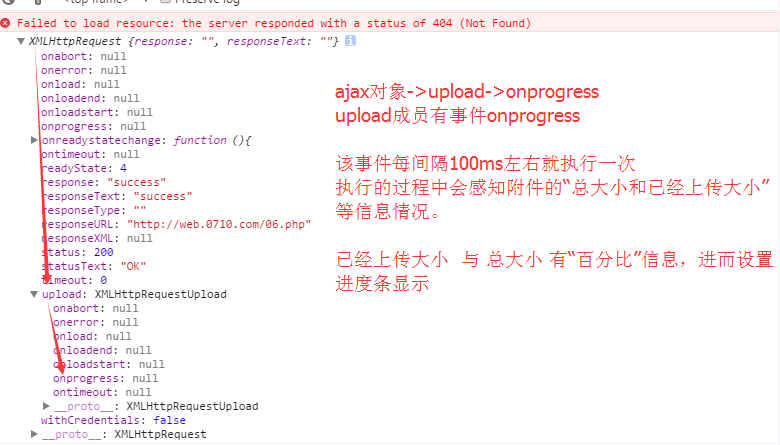 <top frame>
Preserve log
Failed to load resource: the server responded with a status of 404 (Not Found)
XMLHttpRequest {response: "", responseText: ""} i
onabort: null
onerror: null
onload: null
onloadend: null
onloadstart: null
onprogress: null
onreadystatechange: function (){
ontimeout: null
readyState: 4
response: "success"
responseText: "success"
responseType: ""
responseURL: "http://web.0710.com/06.php"
responseXML: null
status: 200
statusText: "OK"
timeout: 0
upload: XMLHttpRequestUpload
onabort: null
onerror: null
onload: null
onloadend: null
onloadstart: null
onprogress: null
ontimeout: null
__proto__: XMLHttpRequestUpload
withCredentials: false
__proto__: XMLHttpRequest
ajax对象->upload->onprogress
upload成员有事件onprogress
该事件每间隔100ms左右就执行一次
执行的过程中会感知附件的“总大小和已经上传大小”
等信息情况。
已经上传大小 与 总大小 有“百分比”信息，进而设置
进度条显示